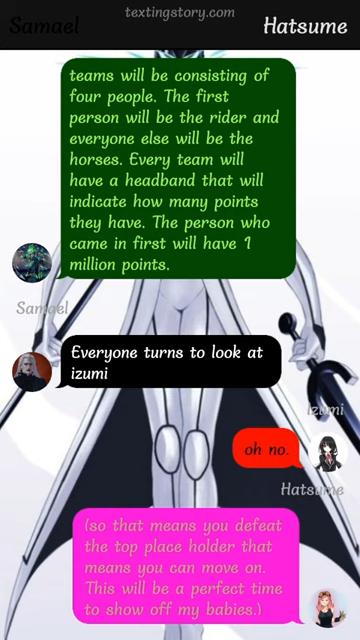 textingstory.com
Samael
Hatsume
teams will be consisting of
four people. The first
person will be the rider and
everyone else will be the
horses. Every team will
have a headband that will
indicate how many points
they have. The person who
came in first will have 1
million points.
Samael
Everyone turns to look at
izumi
Izumi
oh no.
Hatsume
(so that means you defeat
the top place holder that
means you can move on.
This will be a perfect time
to show off my babies.)